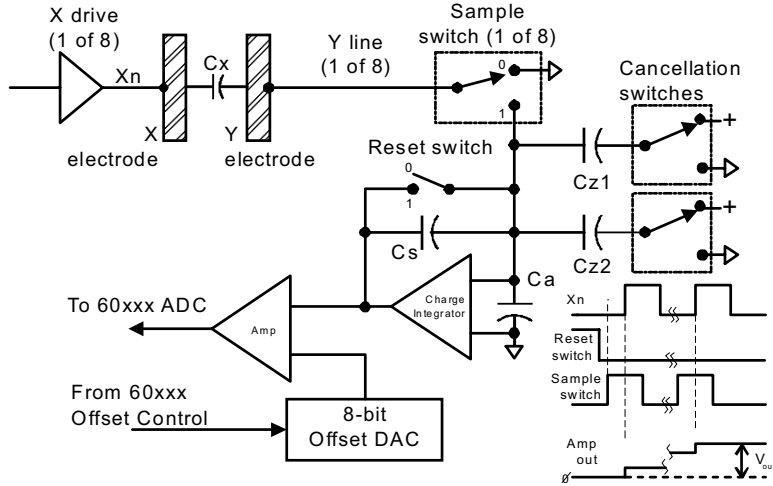 X drive
(1 of 8)
Xn
Cx
X
electrode
Y
electrode
Y line
(1 of 8)
Sample
switch (1 of 8)
0
1
Cancellation
switches
+
Cz1
+
Cz2
Reset switch
0
1
Cs
Charge
Integrator
Ca
To 60xxx ADC
Amp
From 60xxx
Offset Control
8-bit
Offset DAC
Xn
Reset
switch
Sample
switch
Amp
out
Ø
V
ou